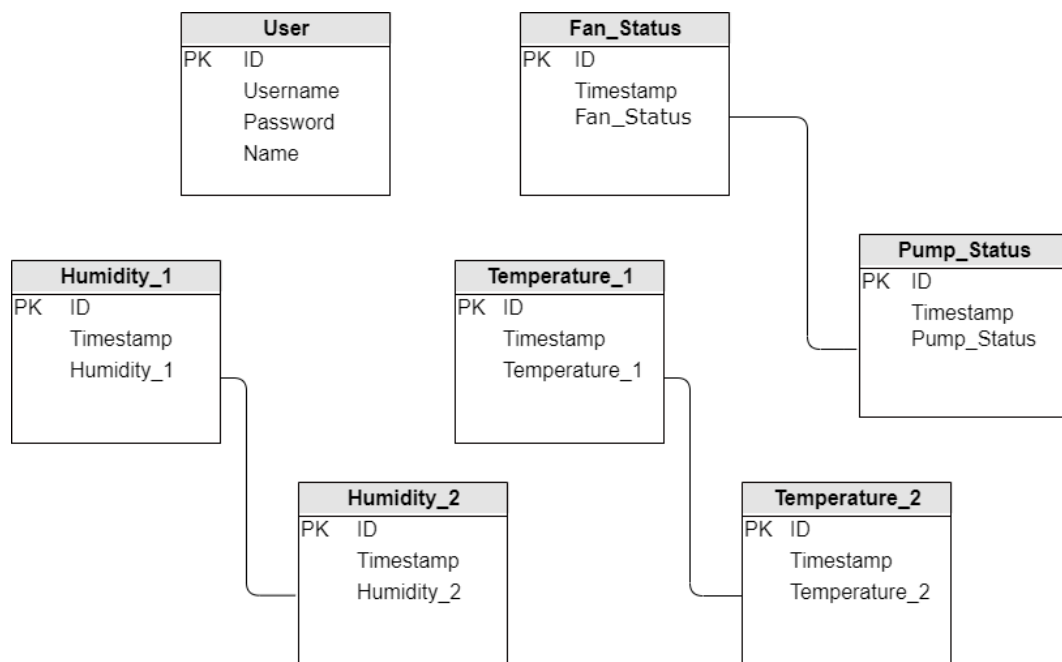 User
PK ID
Username
Password
Name
Fan_Status
PK ID
Timestamp
Fan_Status
Pump_Status
PK ID
Timestamp
Pump_Status
Humidity_1
PK ID
Timestamp
Humidity_1
Temperature_1
PK ID
Timestamp
Temperature_1
Humidity_2
PK ID
Timestamp
Humidity_2
Temperature_2
PK ID
Timestamp
Temperature_2